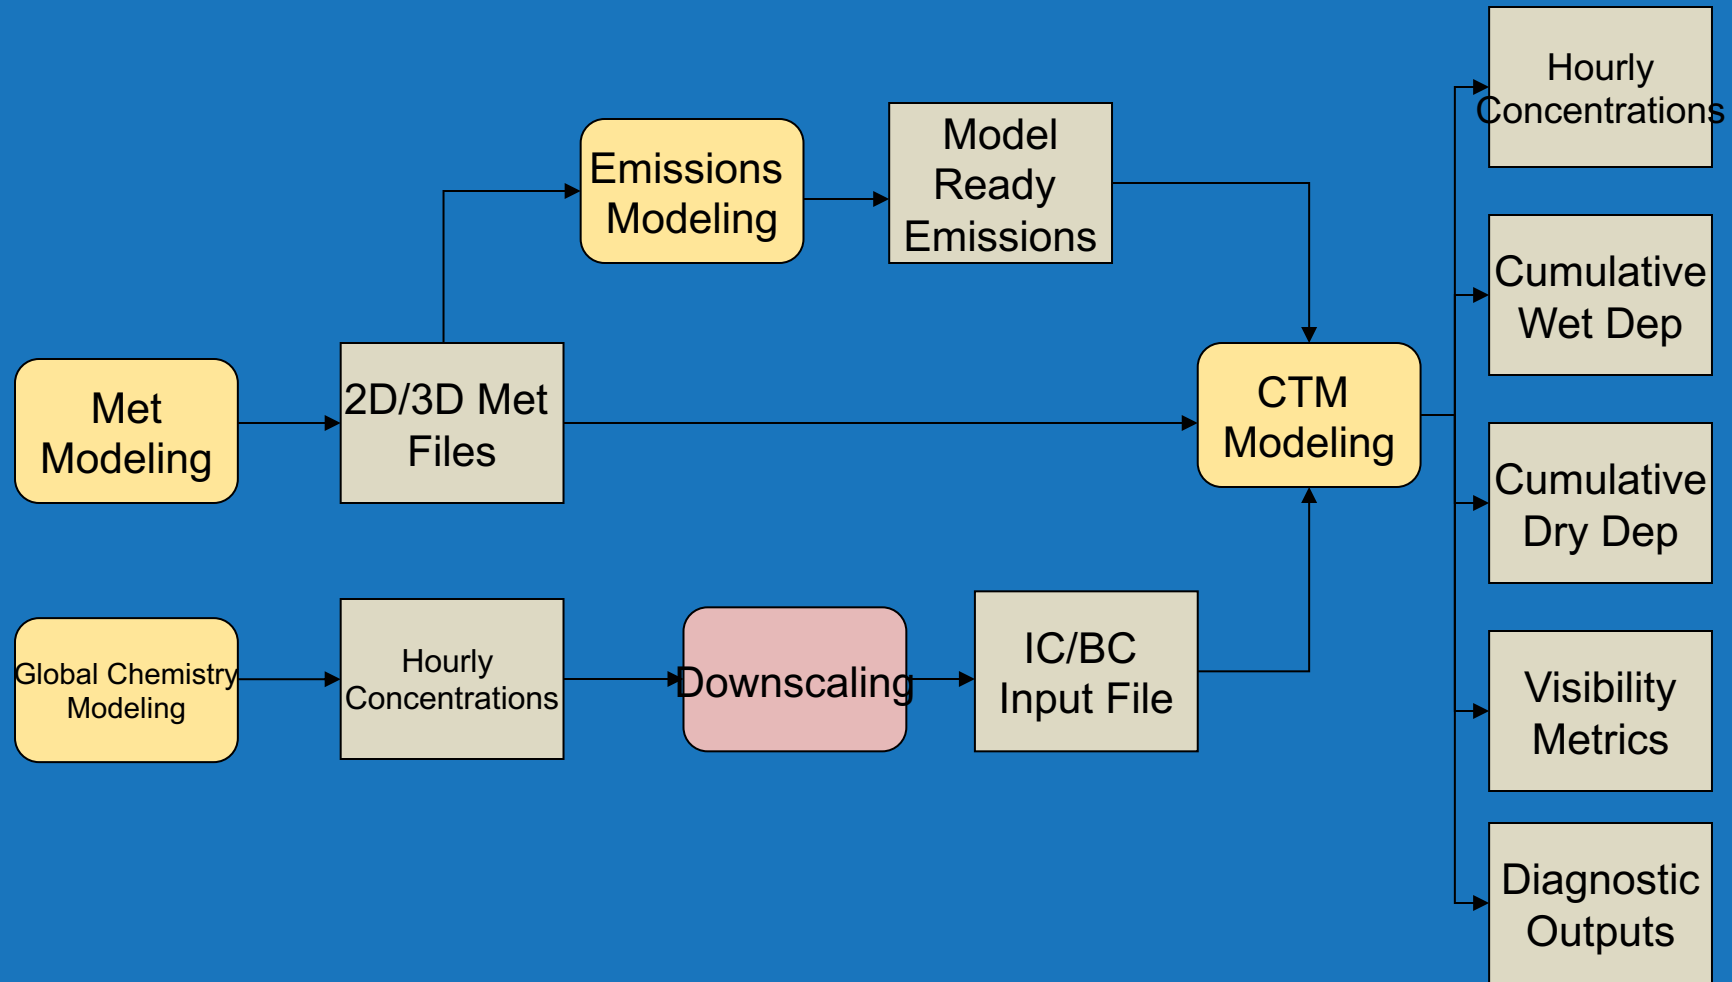 Met
Modeling
2D/3D Met
Files
Emissions
Modeling
Model
Ready
Emissions
Global Chemistry
Modeling
Hourly
Concentrations
Downscaling
IC/BC
Input File
CTM
Modeling
Hourly
Concentrations
Cumulative
Wet Dep
Cumulative
Dry Dep
Visibility
Metrics
Diagnostic
Outputs